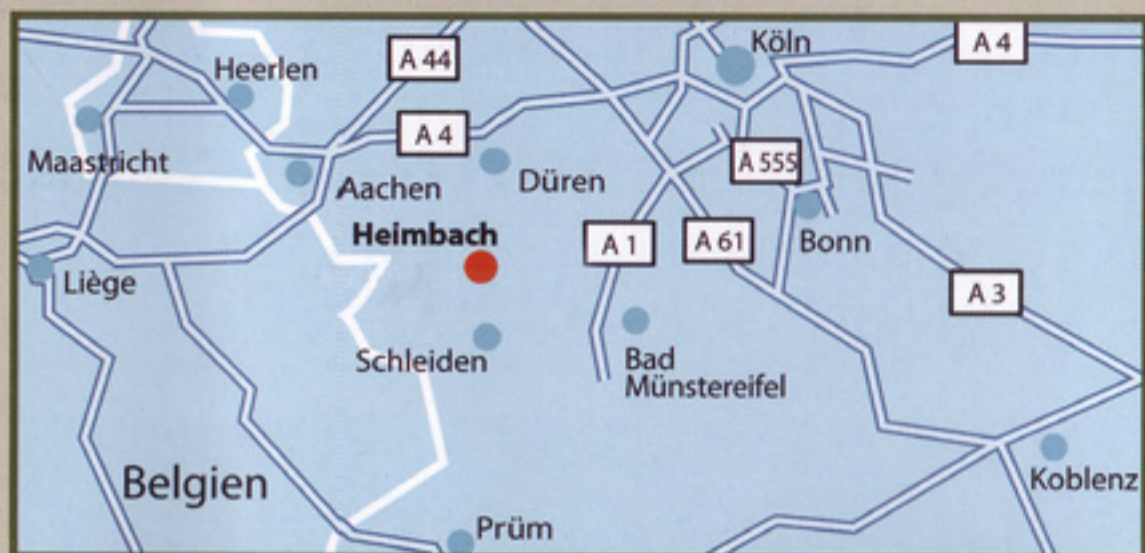 Köln
A 4
A 44
Heerlen
A 4
Maastricht
Aachen
Düren
A 555
Heimbach
A 1
A 61
Bonn
Liège
A 3
Schleiden
Bad
Münstereifel
Belgien
Koblenz
Prüm